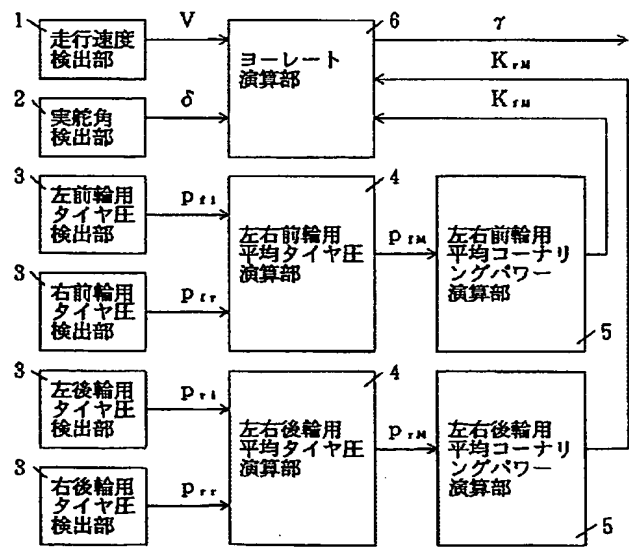 1
走行速度
検出部
V
6
ヨーレート
演算部
γ
K_rM
K_fM
2
実舵角
検出部
δ
3
左前輪用
タイヤ圧
検出部
p_fl
4
左右前輪用
平均タイヤ圧
演算部
p_fM
左右前輪用
平均コーナリ
ングパワー
演算部
5
3
右前輪用
タイヤ圧
検出部
p_fr
3
左後輪用
タイヤ圧
検出部
p_rl
4
左右後輪用
平均タイヤ圧
演算部
p_rM
左右後輪用
平均コーナリ
ングパワー
演算部
5
3
右後輪用
タイヤ圧
検出部
p_rr